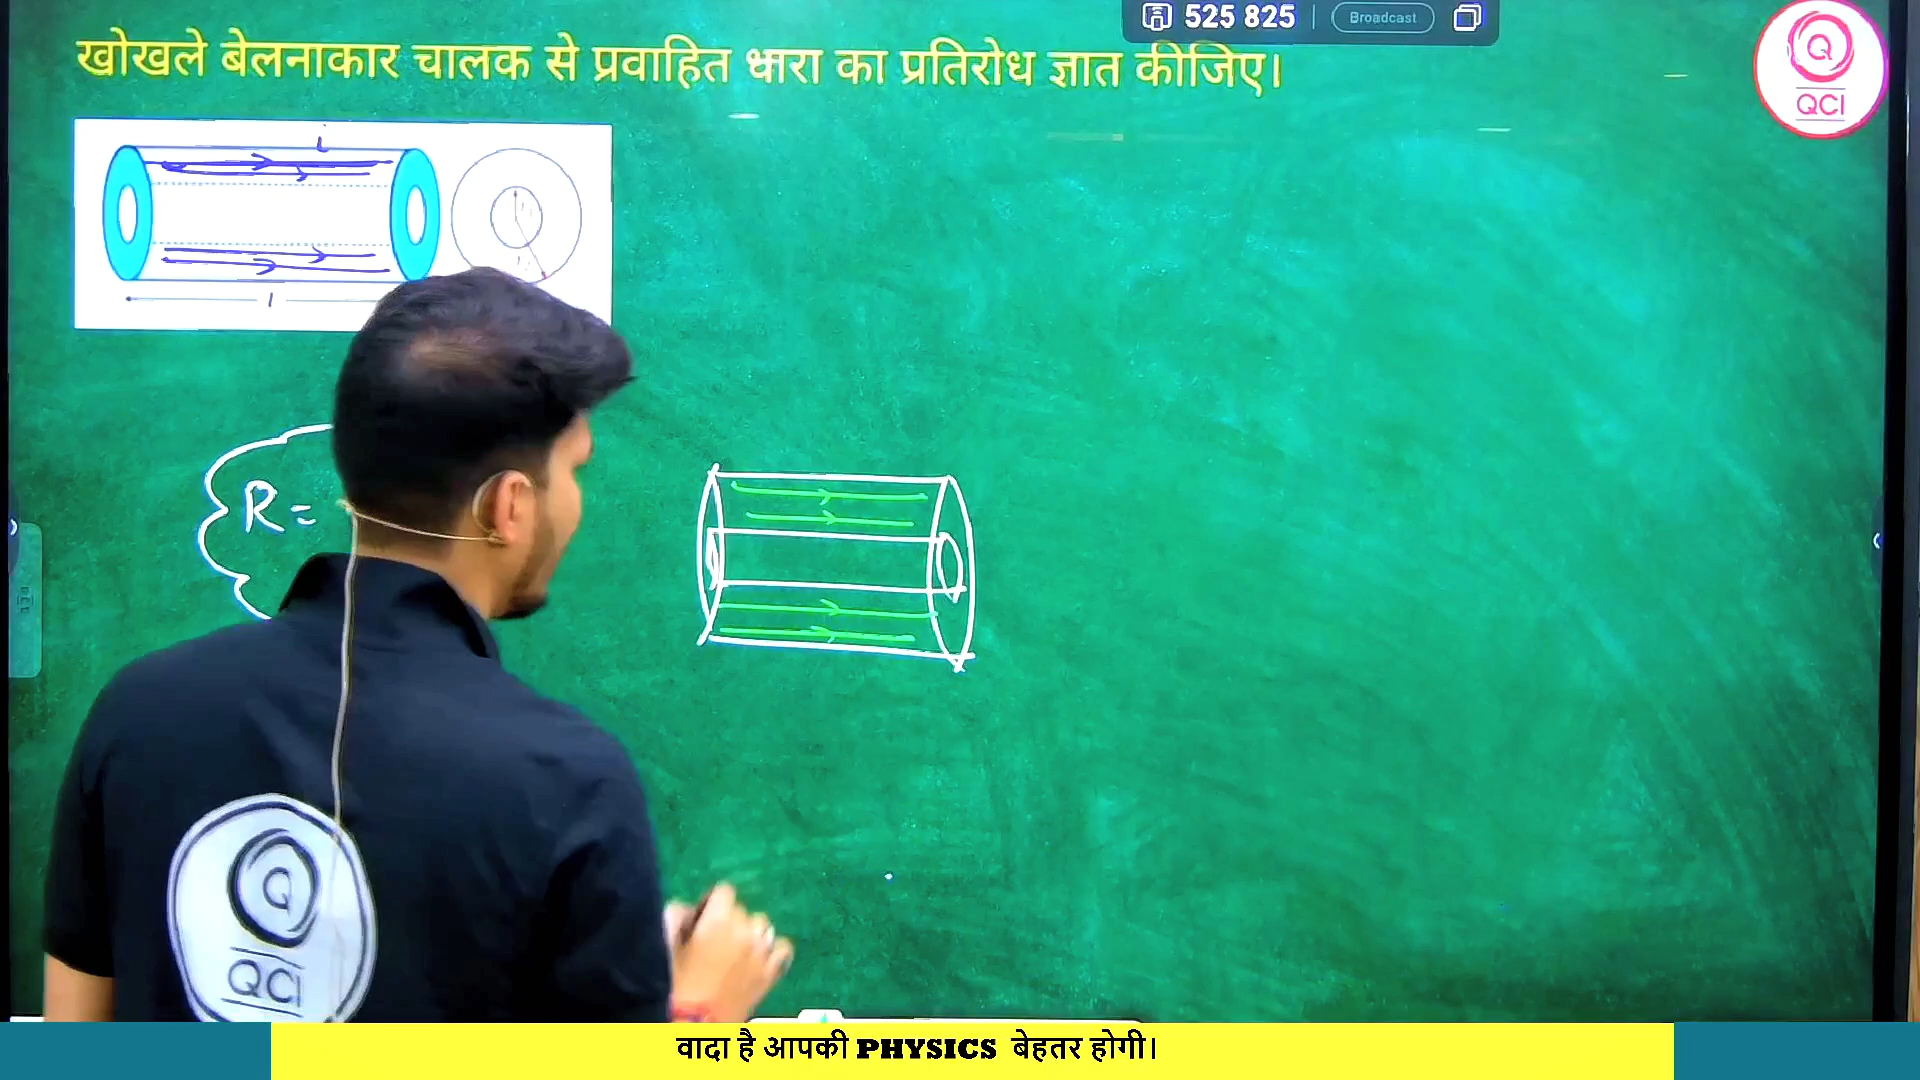 525 825 Broadcast
खोखले बेलनाकार चालक से प्रवाहित धारा का प्रतिरोध ज्ञात कीजिए।
Q
QCI
L
l
R =
Q
QCI
वादा है आपकी PHYSICS बेहतर होगी।